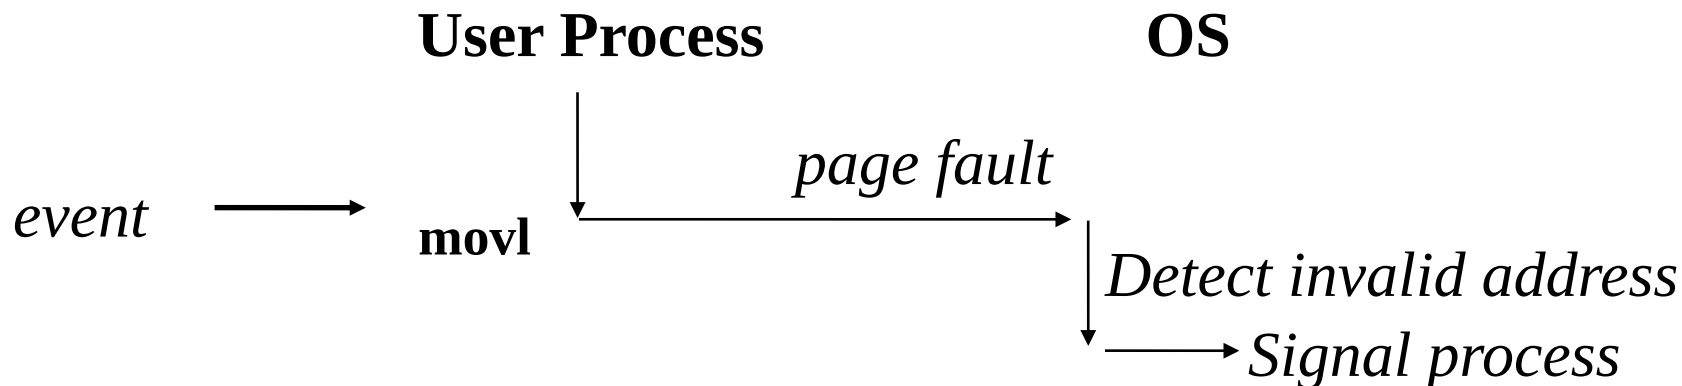 User Process OS
page fault
event
movl
Detect invalid address
Signal process